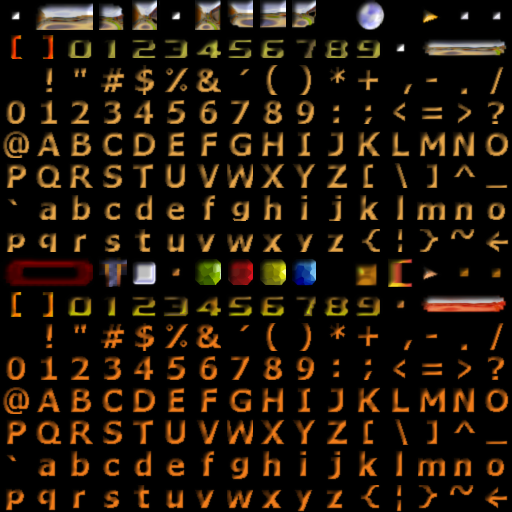 [ ] 0 1 2 3 4 5 6 7 8 9
! " # $ % & ´ ( ) * + , - . /
0 1 2 3 4 5 6 7 8 9 : ; < = > ?
@ A B C D E F G H I J K L M N O
P Q R S T U V W X Y Z [ \ ] ^ _
` a b c d e f g h i j k l m n o
p q r s t u v w x y z { ¦ } ~ ←
[ ] 0 1 2 3 4 5 6 7 8 9
! " # $ % & ´ ( ) * + , - . /
0 1 2 3 4 5 6 7 8 9 : ; < = > ?
@ A B C D E F G H I J K L M N O
P Q R S T U V W X Y Z [ \ ] ^ _
` a b c d e f g h i j k l m n o
p q r s t u v w x y z { ¦ } ~ ←